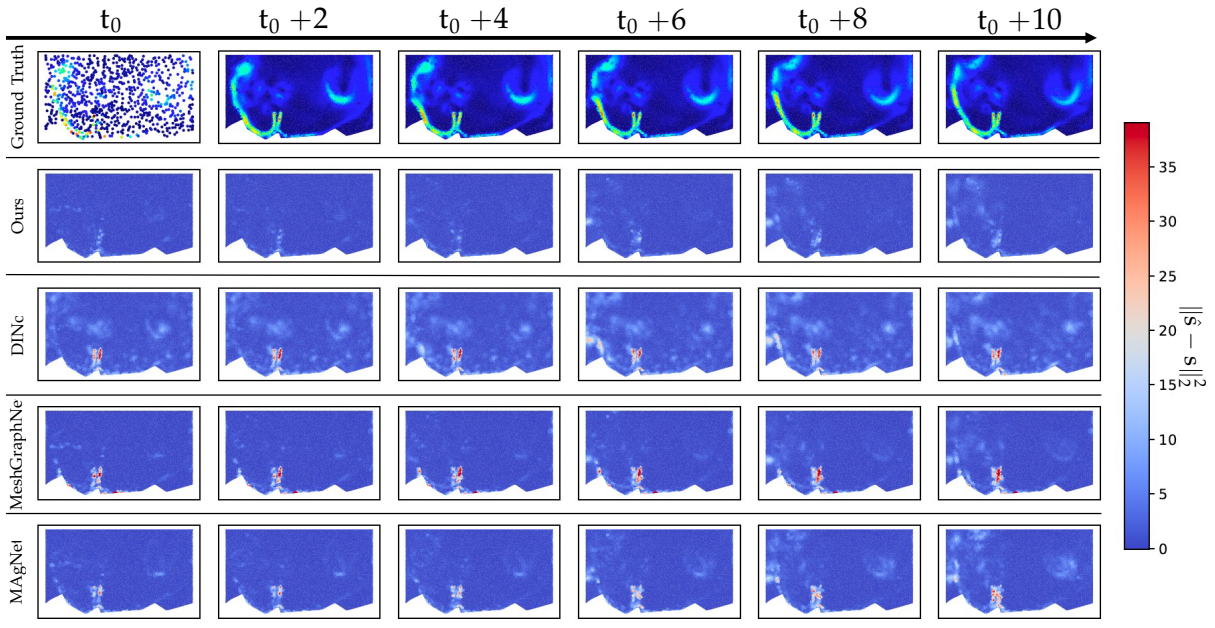 t₀ t₀ +2 t₀ +4 t₀ +6 t₀ +8 t₀ +10
Ground Truth
Ours
DINo
MeshGraphNe
MAgNet
35
30
25
20
15
10
5
0
||ŝ − s||²₂